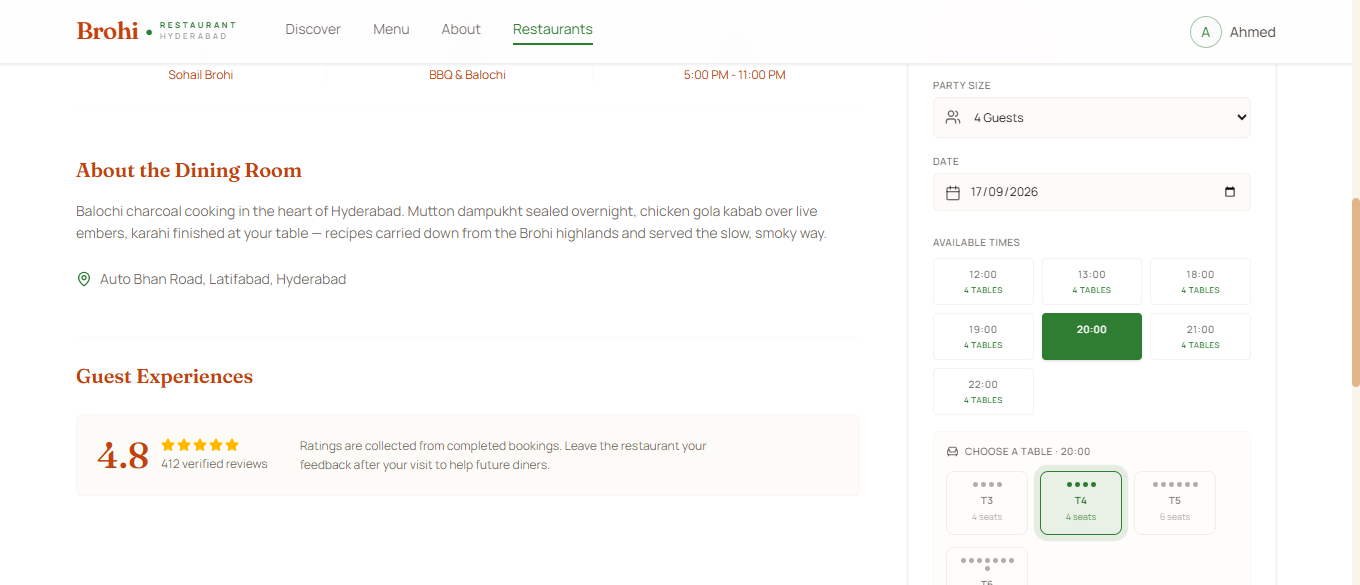 Brohi
RESTAURANT
HYDERABAD
Discover
Menu
About
Restaurants
A
Ahmed
Sohail Brohi
BBQ & Balochi
5:00 PM - 11:00 PM
About the Dining Room
Balochi charcoal cooking in the heart of Hyderabad. Mutton dampukht sealed overnight, chicken gola kabab over live
embers, karahi finished at your table — recipes carried down from the Brohi highlands and served the slow, smoky way.
Auto Bhan Road, Latifabad, Hyderabad
Guest Experiences
4.8
412 verified reviews
Ratings are collected from completed bookings. Leave the restaurant your
feedback after your visit to help future diners.
PARTY SIZE
4 Guests
DATE
17/09/2026
AVAILABLE TIMES
12:00
4 TABLES
13:00
4 TABLES
18:00
4 TABLES
19:00
4 TABLES
20:00
21:00
4 TABLES
22:00
4 TABLES
CHOOSE A TABLE · 20:00
T3
4 seats
T4
4 seats
T5
6 seats
T6